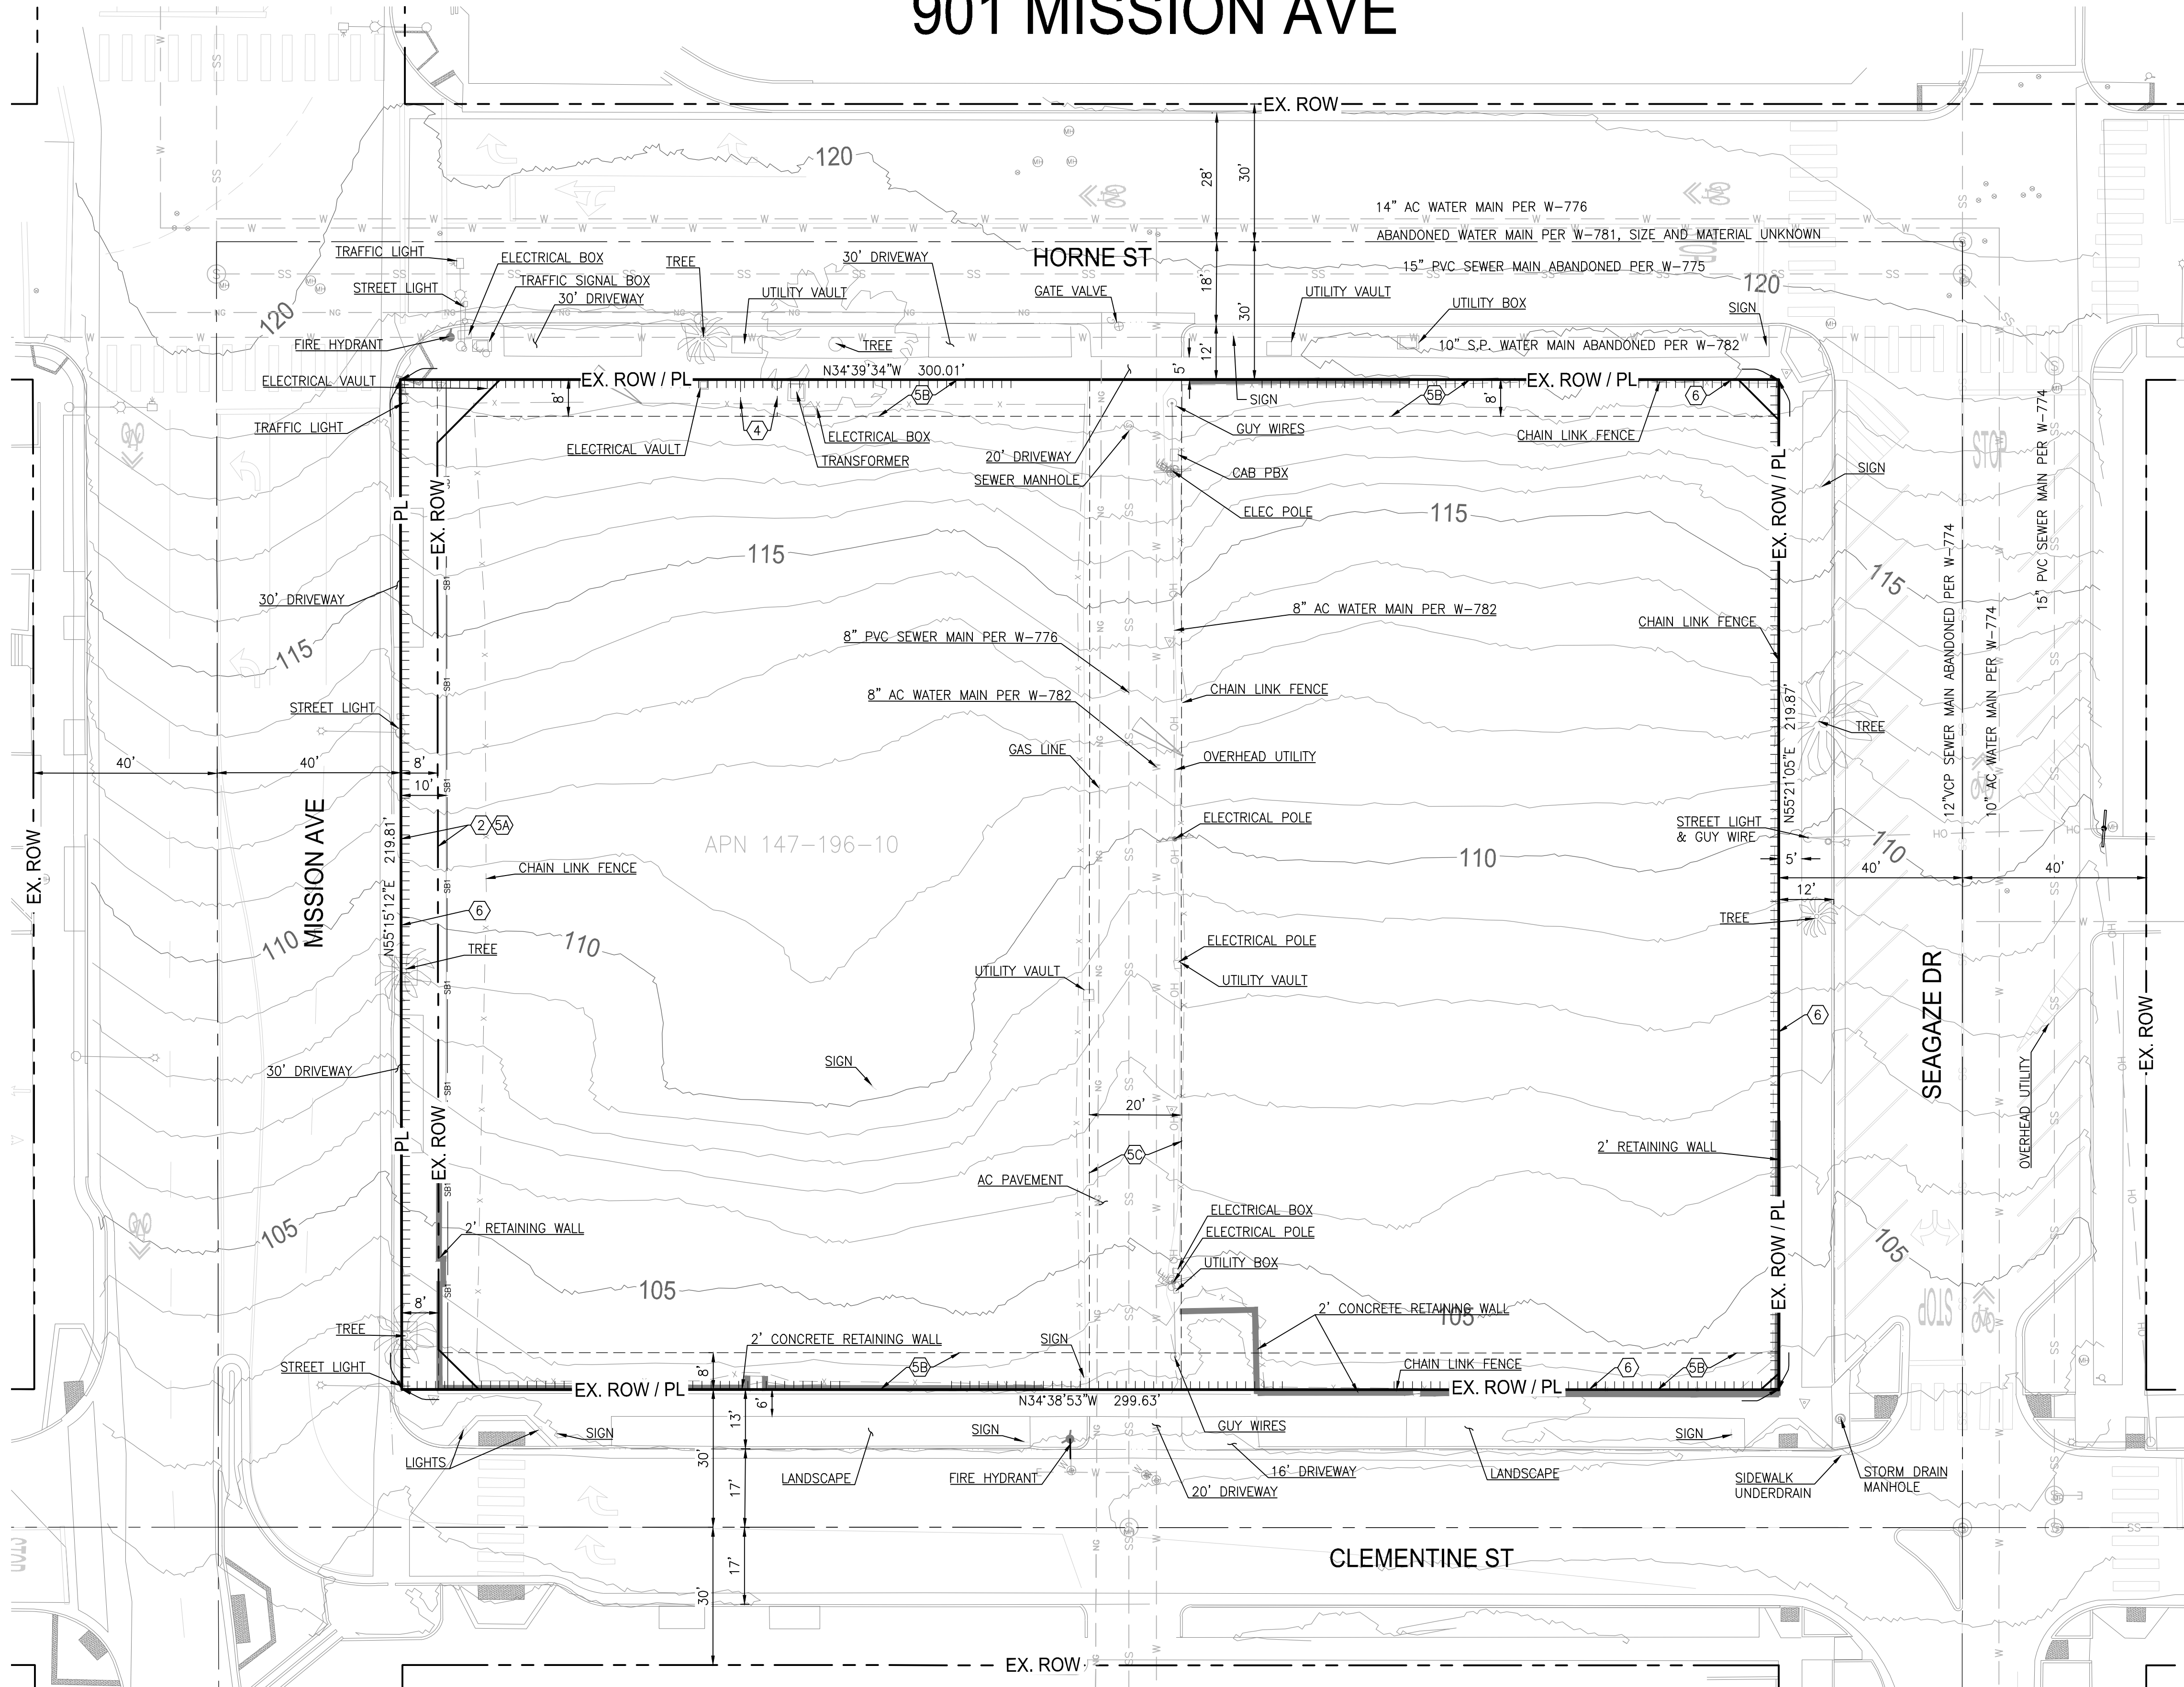 901 MISSION AVE
EX. ROW
120
28'
30'
14" AC WATER MAIN PER W-776
ABANDONED WATER MAIN PER W-781, SIZE AND MATERIAL UNKNOWN
HORNE ST
15" PVC SEWER MAIN ABANDONED PER W-775
120
120
TRAFFIC LIGHT
ELECTRICAL BOX
TREE
30' DRIVEWAY
STREET LIGHT
TRAFFIC SIGNAL BOX
30' DRIVEWAY
UTILITY VAULT
GATE VALVE
18'
30'
UTILITY VAULT
UTILITY BOX
SIGN
FIRE HYDRANT
TREE
12'
10" S.P. WATER MAIN ABANDONED PER W-782
ELECTRICAL VAULT
EX. ROW / PL
N34°39'34"W 300.01'
5'
EX. ROW / PL
8'
5B
SIGN
5B
8'
6
TRAFFIC LIGHT
4
ELECTRICAL VAULT
ELECTRICAL BOX
TRANSFORMER
20' DRIVEWAY
SEWER MANHOLE
GUY WIRES
CHAIN LINK FENCE
CAB PBX
SIGN
STOP
PL
EX. ROW
ELEC POLE
115
115
EX. ROW / PL
115
115
30' DRIVEWAY
8" AC WATER MAIN PER W-782
CHAIN LINK FENCE
8" PVC SEWER MAIN PER W-776
8" AC WATER MAIN PER W-782
CHAIN LINK FENCE
STREET LIGHT
TREE
GAS LINE
OVERHEAD UTILITY
N55°21'05"E 219.87'
12"VCP SEWER MAIN ABANDONED PER W-774
10" AC WATER MAIN PER W-774
15" PVC SEWER MAIN PER W-774
40'
40'
8'
10'
MISSION AVE
EX. ROW
N55°15'12"E 219.81'
2
5A
APN 147-196-10
ELECTRICAL POLE
STREET LIGHT
& GUY WIRE
110
110
CHAIN LINK FENCE
5'
40'
40'
12'
6
110
110
TREE
TREE
ELECTRICAL POLE
UTILITY VAULT
UTILITY VAULT
SEAGAZE DR
6
EX. ROW
SIGN
30' DRIVEWAY
20'
OVERHEAD UTILITY
PL
EX. ROW
5C
2' RETAINING WALL
AC PAVEMENT
105
2' RETAINING WALL
ELECTRICAL BOX
ELECTRICAL POLE
UTILITY BOX
EX. ROW / PL
105
105
105
8'
2' CONCRETE RETAINING WALL
STOP
TREE
2' CONCRETE RETAINING WALL
SIGN
STREET LIGHT
8'
5B
CHAIN LINK FENCE
6
5B
EX. ROW / PL
EX. ROW / PL
N34°38'53"W 299.63'
6'
13'
30'
GUY WIRES
SIGN
SIGN
SIGN
LIGHTS
LANDSCAPE
FIRE HYDRANT
16' DRIVEWAY
20' DRIVEWAY
LANDSCAPE
SIDEWALK
UNDERDRAIN
STORM DRAIN
MANHOLE
17'
CLEMENTINE ST
STOP
17'
30'
EX. ROW